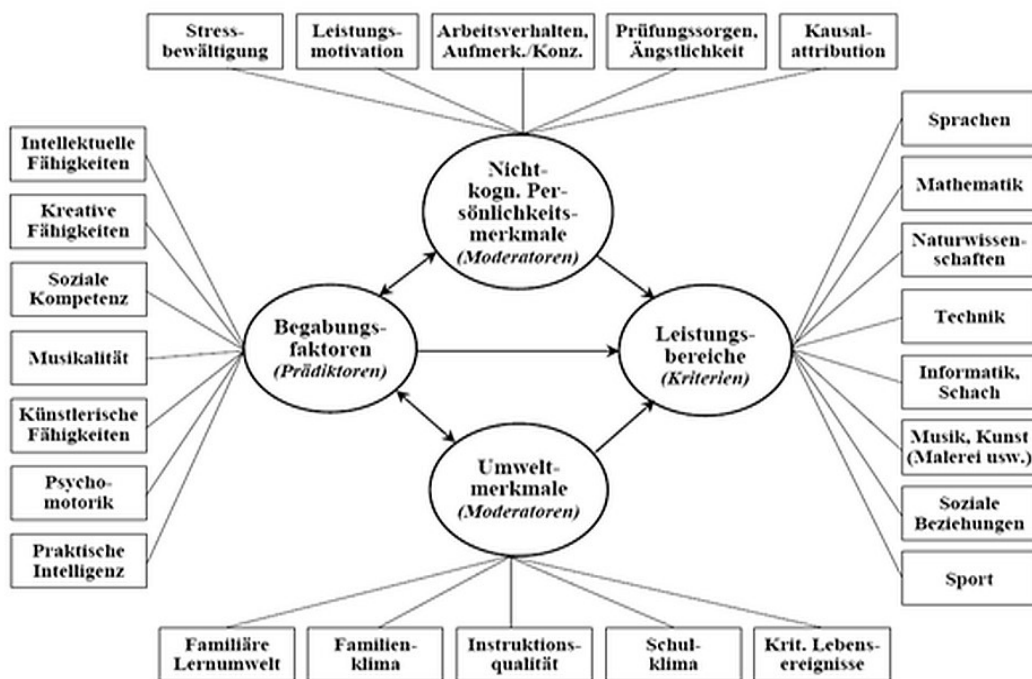 Stress-
bewältigung
Leistungs-
motivation
Arbeitsverhalten,
Aufmerk./Konz.
Prüfungssorgen,
Ängstlichkeit
Kausal-
attribution
Intellektuelle
Fähigkeiten
Kreative
Fähigkeiten
Soziale
Kompetenz
Musikalität
Künstlerische
Fähigkeiten
Psycho-
motorik
Praktische
Intelligenz
Nicht-
kogn. Per-
sönlichkeits-
merkmale
(Moderatoren)
Begabungs-
faktoren
(Prädiktoren)
Leistungs-
bereiche
(Kriterien)
Umwelt-
merkmale
(Moderatoren)
Sprachen
Mathematik
Naturwissen-
schaften
Technik
Informatik,
Schach
Musik, Kunst
(Malerei usw.)
Soziale
Beziehungen
Sport
Familiäre
Lernumwelt
Familien-
klima
Instruktions-
qualität
Schul-
klima
Krit. Lebens-
ereignisse